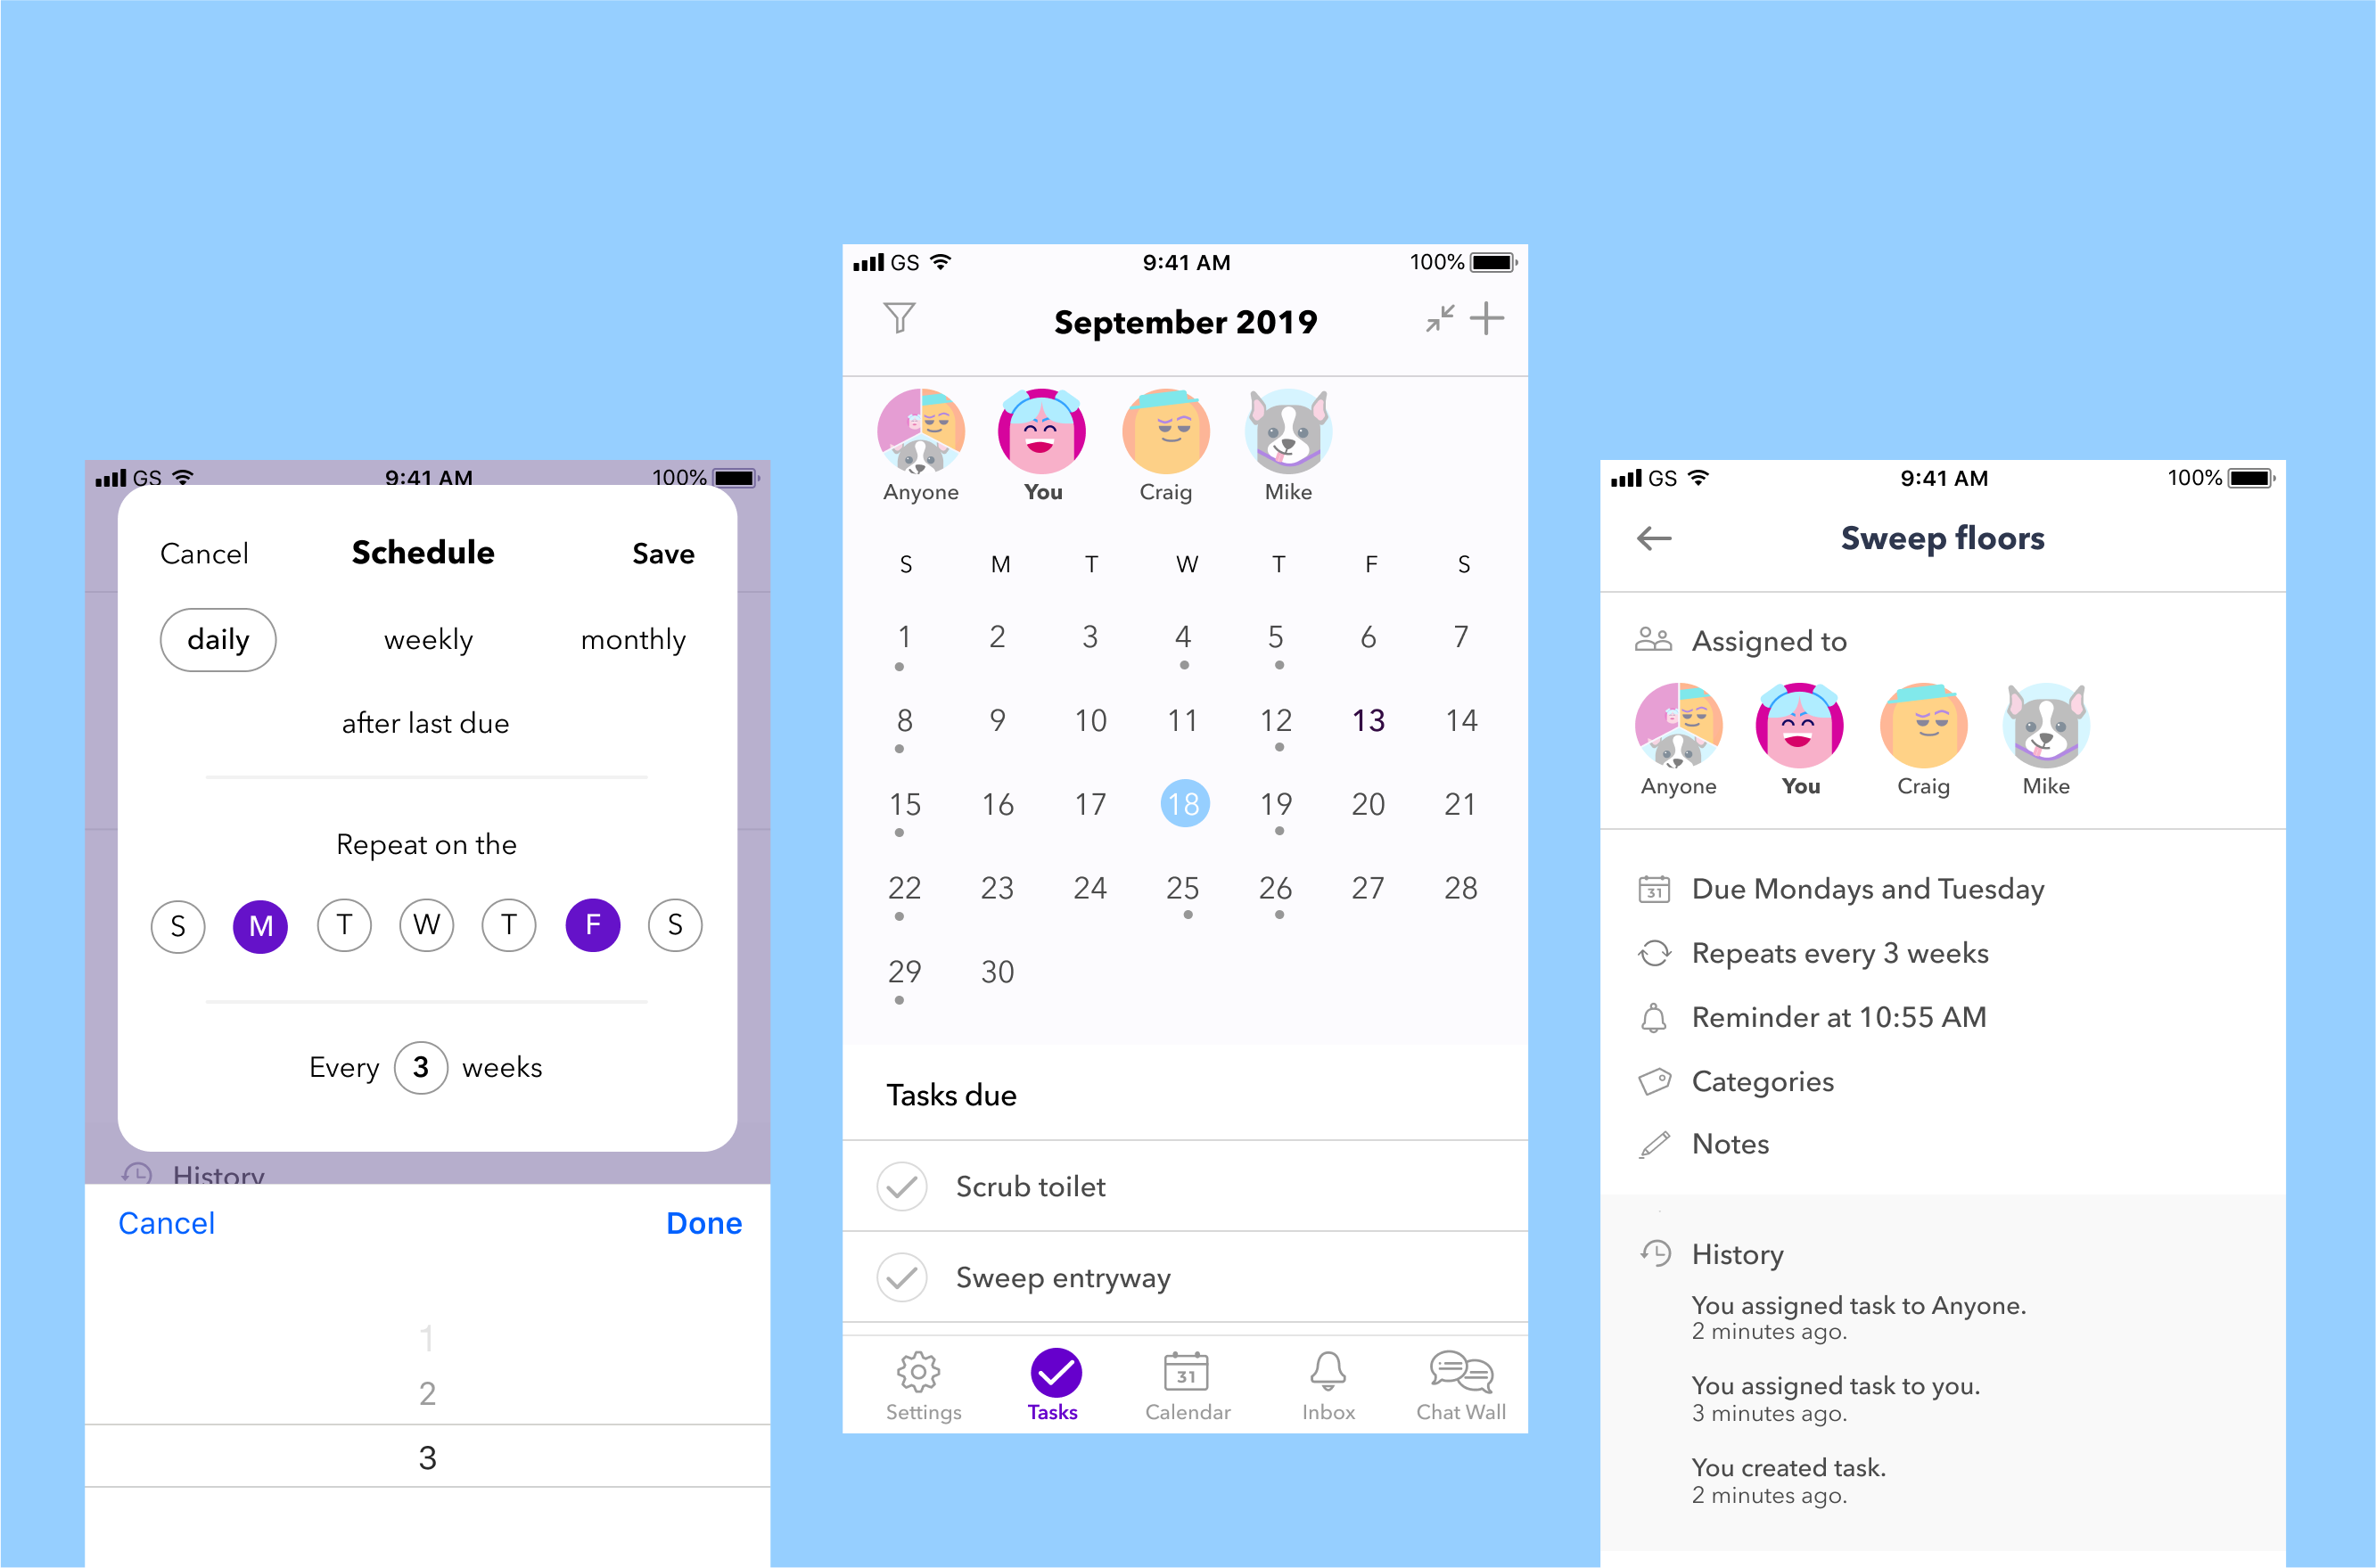 GS 9:41 AM 100%
Cancel Schedule Save
daily weekly monthly
after last due
Repeat on the
S M T W T F S
Every 3 weeks
History
Cancel Done
1
2
3
GS 9:41 AM 100%
September 2019
Anyone You Craig Mike
S M T W T F S
1 2 3 4 5 6 7
8 9 10 11 12 13 14
15 16 17 18 19 20 21
22 23 24 25 26 27 28
29 30
Tasks due
Scrub toilet
Sweep entryway
31
Settings Tasks Calendar Inbox Chat Wall
GS 9:41 AM 100%
Sweep floors
Assigned to
Anyone You Craig Mike
31 Due Mondays and Tuesday
Repeats every 3 weeks
Reminder at 10:55 AM
Categories
Notes
History
You assigned task to Anyone.
2 minutes ago.
You assigned task to you.
3 minutes ago.
You created task.
2 minutes ago.